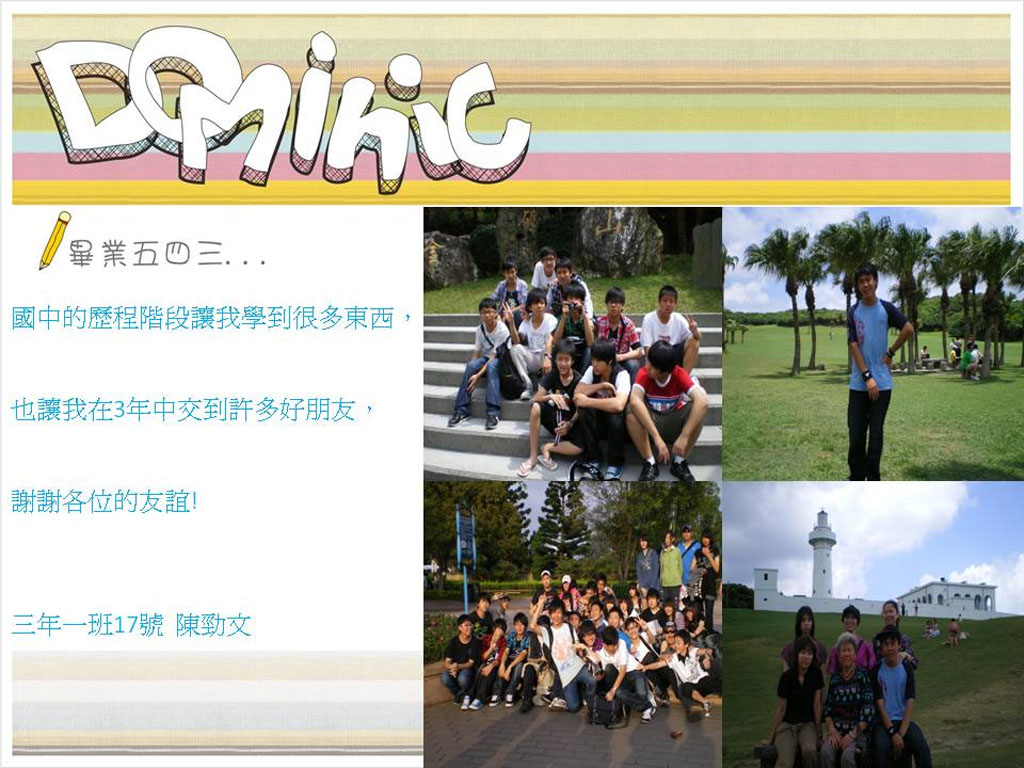 DOMiNiC
畢業五四三...
國中的歷程階段讓我學到很多東西，
也讓我在3年中交到許多好朋友，
謝謝各位的友誼!
三年一班17號 陳勁文